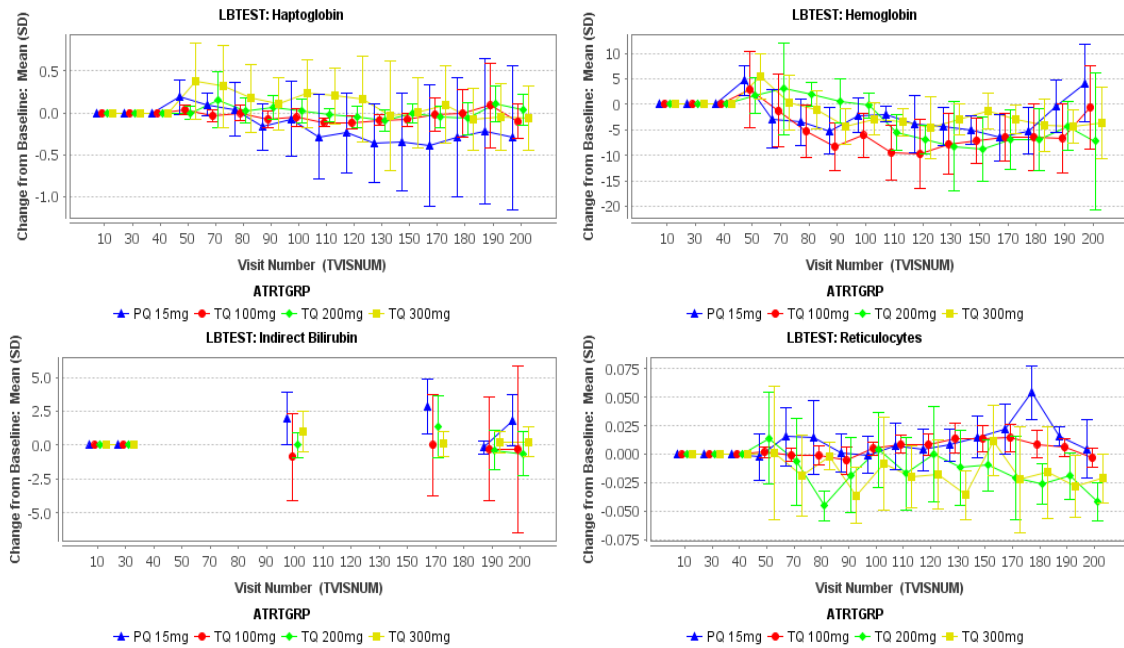 LBTEST: Haptoglobin
Change from Baseline: Mean (SD)
0.5
0.0
-0.5
-1.0
10 30 40 50 70 90 100 110 120 130 150 170 180 190 200
Visit Number (TVISNUM)
ATRTGRP
PQ 15mg TQ 100mg TQ 200mg TQ 300mg
LBTEST: Hemoglobin
Change from Baseline: Mean (SD)
10
5
0
-5
-10
-15
-20
10 30 40 50 70 90 100 110 120 130 150 170 180 190 200
Visit Number (TVISNUM)
ATRTGRP
PQ 15mg TQ 100mg TQ 200mg TQ 300mg
LBTEST: Indirect Bilirubin
Change from Baseline: Mean (SD)
5.0
2.5
0.0
-2.5
-5.0
10 30 40 50 70 90 100 110 120 130 150 170 180 190 200
Visit Number (TVISNUM)
ATRTGRP
PQ 15mg TQ 100mg TQ 200mg TQ 300mg
LBTEST: Reticulocytes
Change from Baseline: Mean (SD)
0.075
0.050
0.025
0.000
-0.025
-0.050
-0.075
10 30 40 50 70 90 100 110 120 130 150 170 180 190 200
Visit Number (TVISNUM)
ATRTGRP
PQ 15mg TQ 100mg TQ 200mg TQ 300mg